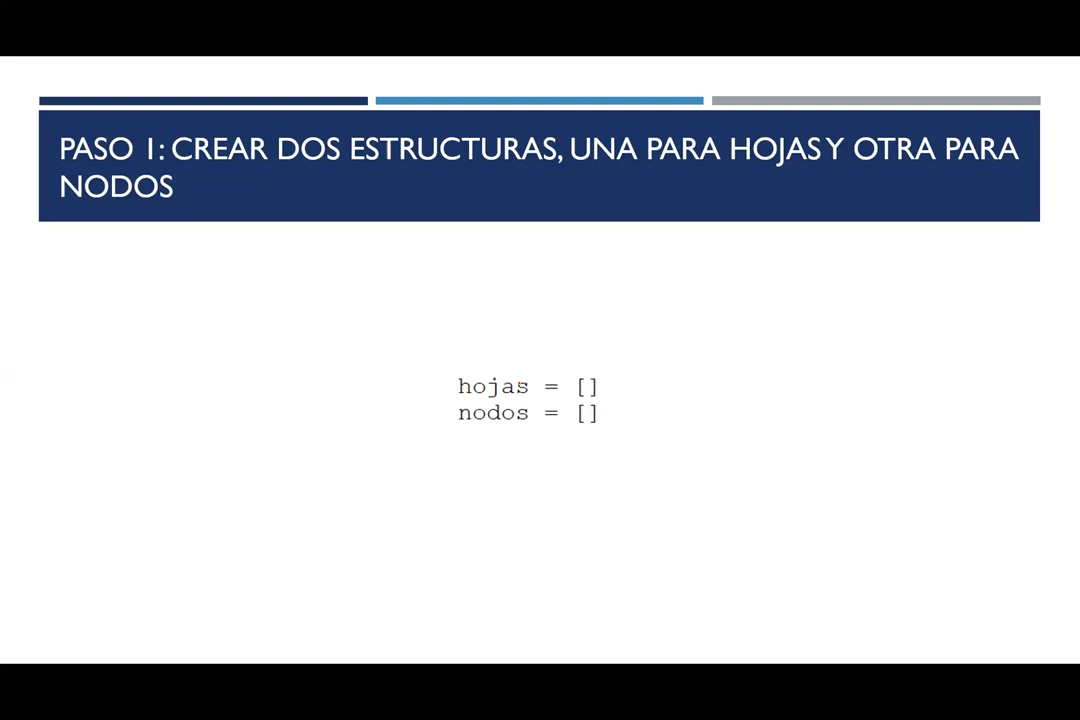 PASO 1: CREAR DOS ESTRUCTURAS, UNA PARA HOJAS Y OTRA PARA
NODOS
hojas = []
nodos = []